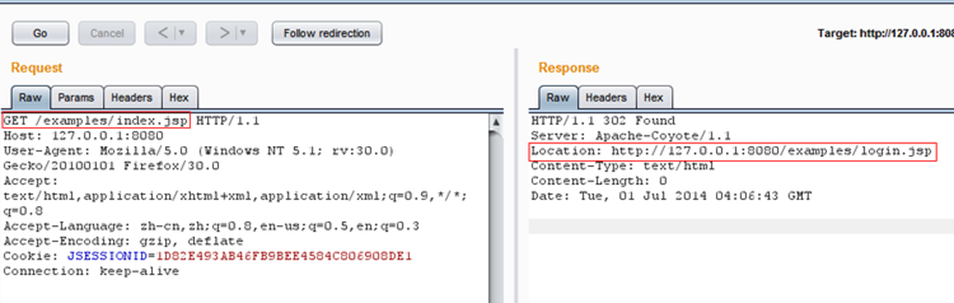 Go Cancel < > Follow redirection Target: http://127.0.0.1:808
Request
Raw Params Headers Hex
GET /examples/index.jsp HTTP/1.1
Host: 127.0.0.1:8080
User-Agent: Mozilla/5.0 (Windows NT 5.1; rv:30.0)
Gecko/20100101 Firefox/30.0
Accept:
text/html,application/xhtml+xml,application/xml;q=0.9,*/*;
q=0.8
Accept-Language: zh-cn,zh;q=0.8,en-us;q=0.5,en;q=0.3
Accept-Encoding: gzip, deflate
Cookie: JSESSIONID=1D82E493AB46FB9BEE4584C806908DE1
Connection: keep-alive
Response
Raw Headers Hex
HTTP/1.1 302 Found
Server: Apache-Coyote/1.1
Location: http://127.0.0.1:8080/examples/login.jsp
Content-Type: text/html
Content-Length: 0
Date: Tue, 01 Jul 2014 04:06:43 GMT